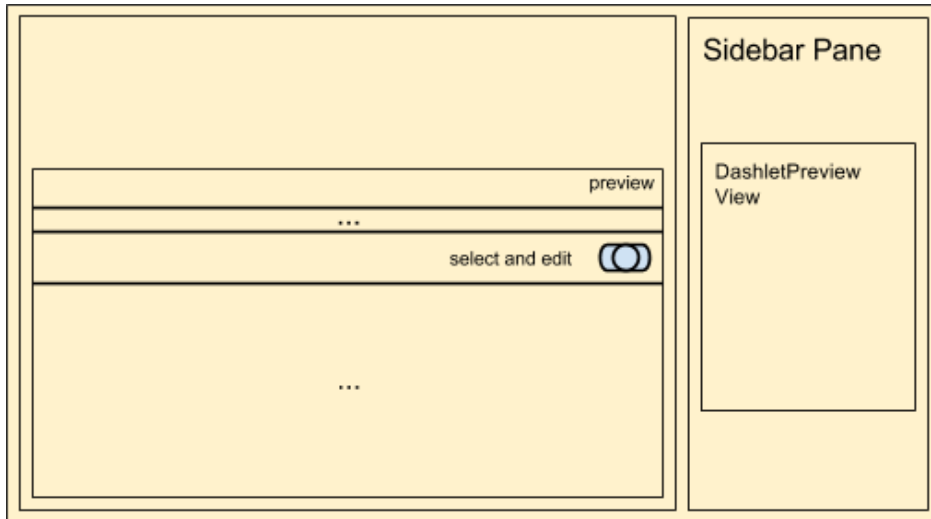 Sidebar Pane
preview
...
select and edit
...
DashletPreview
View